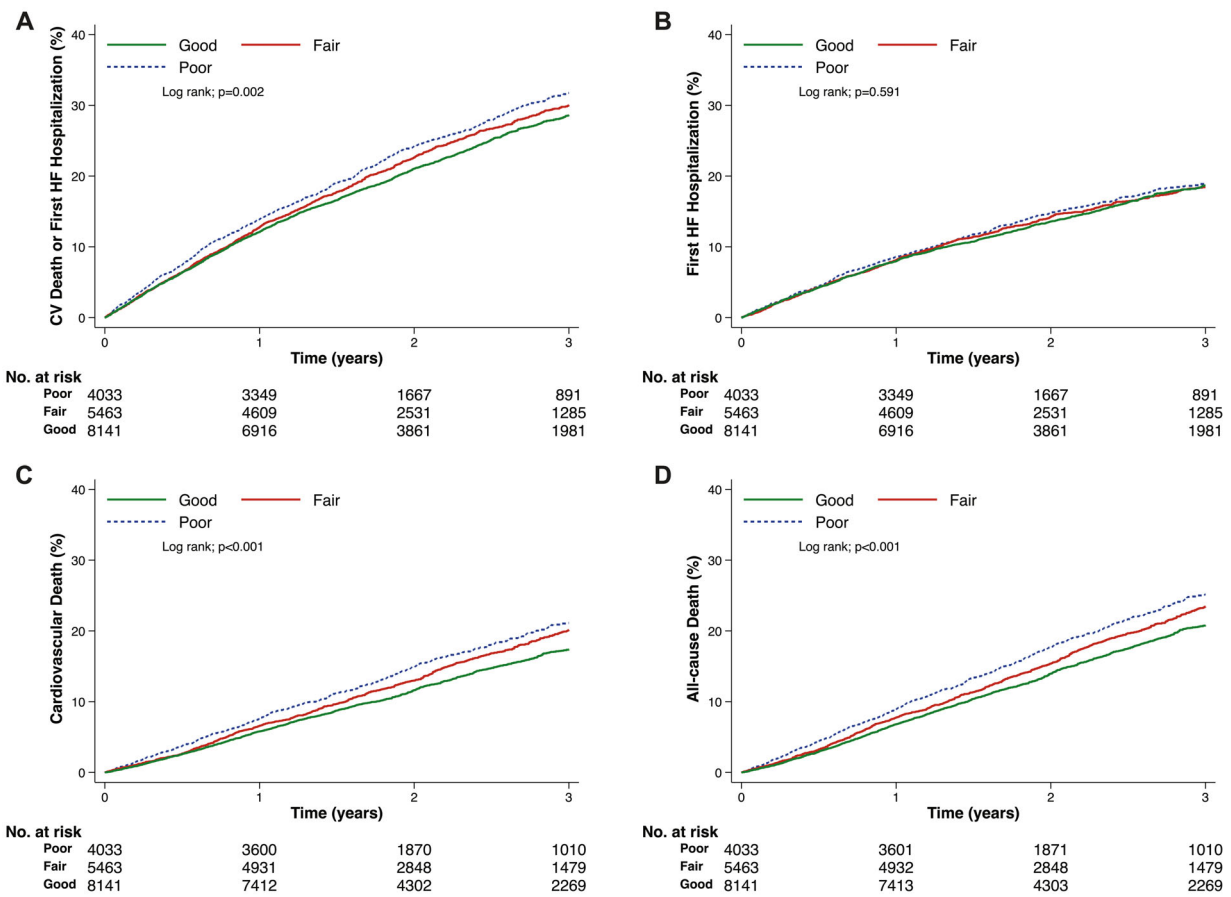 A
CV Death or First HF Hospitalization (%)
40
30
20
10
0
Good Fair
Poor
Log rank; p=0.002
0 1 2 3
Time (years)
No. at risk
Poor 4033 3349 1667 891
Fair 5463 4609 2531 1285
Good 8141 6916 3861 1981
B
First HF Hospitalization (%)
40
30
20
10
0
Good Fair
Poor
Log rank; p=0.591
0 1 2 3
Time (years)
No. at risk
Poor 4033 3349 1667 891
Fair 5463 4609 2531 1285
Good 8141 6916 3861 1981
C
Cardiovascular Death (%)
40
30
20
10
0
Good Fair
Poor
Log rank; p<0.001
0 1 2 3
Time (years)
No. at risk
Poor 4033 3600 1870 1010
Fair 5463 4931 2848 1479
Good 8141 7412 4302 2269
D
All-cause Death (%)
40
30
20
10
0
Good Fair
Poor
Log rank; p<0.001
0 1 2 3
Time (years)
No. at risk
Poor 4033 3601 1871 1010
Fair 5463 4932 2848 1479
Good 8141 7413 4303 2269